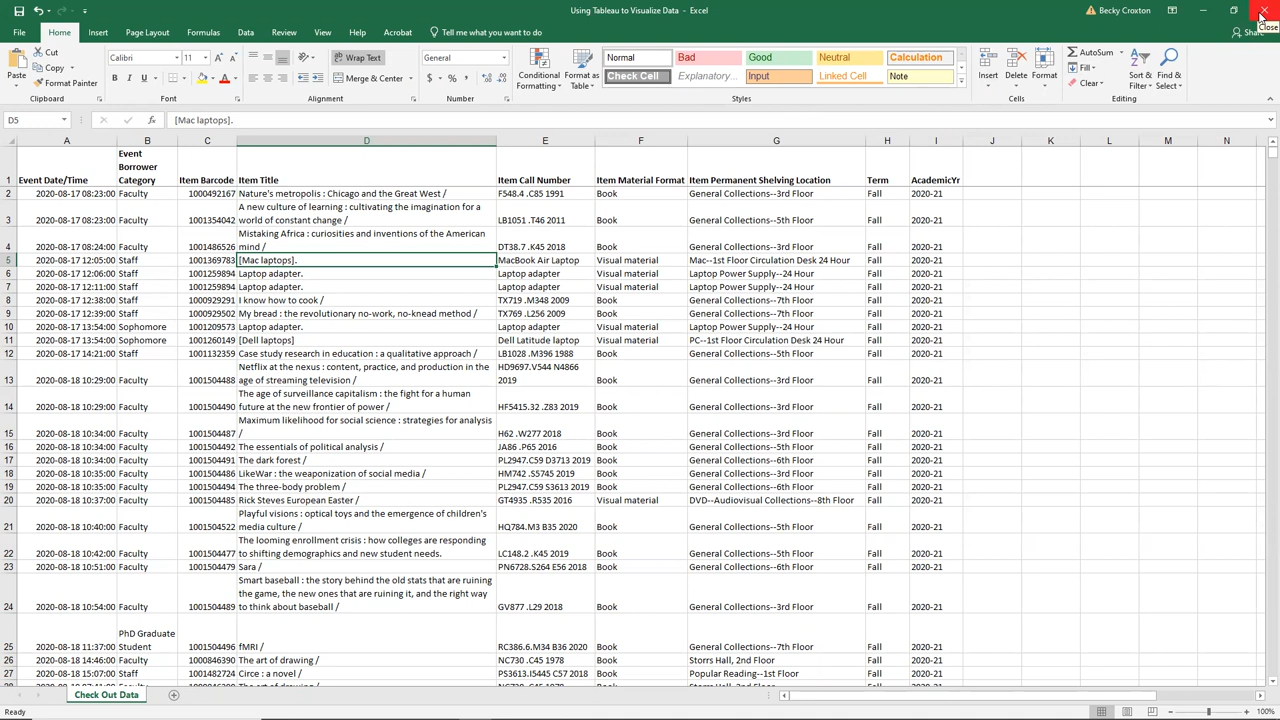 Using Tableau to Visualize Data - Excel
Becky Croxton
Close
File Home Insert Page Layout Formulas Data Review View Help Acrobat Tell me what you want to do Share
Paste Cut Calibri 11 Wrap Text General Conditional Formatting Format as Table Normal Bad Good Neutral Calculation Insert Delete Format AutoSum Sort & Filter Find & Select
Copy Fill
Format Painter B I U Merge & Center $ % Check Cell Explanatory... Input Linked Cell Note Clear
Clipboard Font Alignment Number Styles Cells Editing
D5 fx [Mac laptops].
A B C D E F G H I J K L M N
1 Event Date/Time Event Borrower Category Item Barcode Item Title Item Call Number Item Material Format Item Permanent Shelving Location Term AcademicYr
2 2020-08-17 08:23:00 Faculty 1000492167 Nature's metropolis : Chicago and the Great West / F548.4 .C85 1991 Book General Collections--3rd Floor Fall 2020-21
3 2020-08-17 08:23:00 Faculty 1001354042 A new culture of learning : cultivating the imagination for a world of constant change / LB1051 .T46 2011 Book General Collections--5th Floor Fall 2020-21
4 2020-08-17 08:24:00 Faculty 1001486526 Mistaking Africa : curiosities and inventions of the American mind / DT38.7 .K45 2018 Book General Collections--3rd Floor Fall 2020-21
5 2020-08-17 12:05:00 Staff 1001369783 [Mac laptops]. MacBook Air Laptop Visual material Mac--1st Floor Circulation Desk 24 Hour Fall 2020-21
6 2020-08-17 12:06:00 Staff 1001259894 Laptop adapter. Laptop adapter Visual material Laptop Power Supply--24 Hour Fall 2020-21
7 2020-08-17 12:11:00 Staff 1001259894 Laptop adapter. Laptop adapter Visual material Laptop Power Supply--24 Hour Fall 2020-21
8 2020-08-17 12:38:00 Staff 1000929291 I know how to cook / TX719 .M348 2009 Book General Collections--7th Floor Fall 2020-21
9 2020-08-17 12:39:00 Staff 1000929502 My bread : the revolutionary no-work, no-knead method / TX769 .L256 2009 Book General Collections--7th Floor Fall 2020-21
10 2020-08-17 13:54:00 Sophomore 1001209573 Laptop adapter. Laptop adapter Visual material Laptop Power Supply--24 Hour Fall 2020-21
11 2020-08-17 13:54:00 Sophomore 1001260149 [Dell laptops] Dell Latitude laptop Visual material PC--1st Floor Circulation Desk 24 Hour Fall 2020-21
12 2020-08-17 14:21:00 Staff 1001132359 Case study research in education : a qualitative approach / LB1028 .M396 1988 Book General Collections--5th Floor Fall 2020-21
13 2020-08-18 10:29:00 Faculty 1001504488 Netflix at the nexus : content, practice, and production in the age of streaming television / HD9697.V544 N4866 2019 Book General Collections--3rd Floor Fall 2020-21
14 2020-08-18 10:29:00 Faculty 1001504490 The age of surveillance capitalism : the fight for a human future at the new frontier of power / HF5415.32 .Z83 2019 Book General Collections--3rd Floor Fall 2020-21
15 2020-08-18 10:34:00 Faculty 1001504487 Maximum likelihood for social science : strategies for analysis / H62 .W277 2018 Book General Collections--3rd Floor Fall 2020-21
16 2020-08-18 10:34:00 Faculty 1001504492 The essentials of political analysis / JA86 .P65 2016 Book General Collections--5th Floor Fall 2020-21
17 2020-08-18 10:34:00 Faculty 1001504491 The dark forest / PL2947.C59 D3713 2016 Book General Collections--6th Floor Fall 2020-21
18 2020-08-18 10:35:00 Faculty 1001504486 LikeWar : the weaponization of social media / HM742 .S5745 2019 Book General Collections--3rd Floor Fall 2020-21
19 2020-08-18 10:35:00 Faculty 1001504494 The three-body problem / PL2947.C59 S3613 2019 Book General Collections--6th Floor Fall 2020-21
20 2020-08-18 10:37:00 Faculty 1001504485 Rick Steves European Easter / GT4935 .R535 2016 Visual material DVD--Audiovisual Collections--8th Floor Fall 2020-21
21 2020-08-18 10:40:00 Faculty 1001504522 Playful visions : optical toys and the emergence of children's media culture / HQ784.M3 B35 2020 Book General Collections--5th Floor Fall 2020-21
22 2020-08-18 10:42:00 Faculty 1001504477 The looming enrollment crisis : how colleges are responding to shifting demographics and new student needs. LC148.2 .K45 2019 Book General Collections--5th Floor Fall 2020-21
23 2020-08-18 10:51:00 Faculty 1001504479 Sara / PN6728.S264 E56 2018 Book General Collections--6th Floor Fall 2020-21
24 2020-08-18 10:54:00 Faculty 1001504489 Smart baseball : the story behind the old stats that are ruining the game, the new ones that are ruining it, and the right way to think about baseball / GV877 .L29 2018 Book General Collections--3rd Floor Fall 2020-21
25 2020-08-18 11:37:00 PhD Graduate Student 1001504496 fMRI / RC386.6.M34 B36 2020 Book General Collections--7th Floor Fall 2020-21
26 2020-08-18 14:46:00 Faculty 1000846390 The art of drawing / NC730 .C45 1978 Book Storrs Hall, 2nd Floor Fall 2020-21
27 2020-08-18 15:07:00 Staff 1001482724 Circe : a novel / PS3613.I5445 C57 2018 Book Popular Reading--1st Floor Fall 2020-21
Check Out Data
Ready 100%